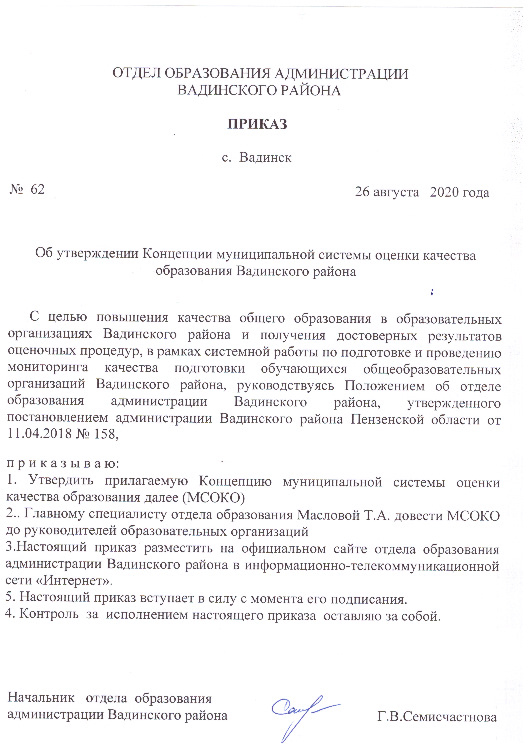 ОТДЕЛ ОБРАЗОВАНИЯ АДМИНИСТРАЦИИ
ВАДИНСКОГО РАЙОНА
ПРИКАЗ
с. Вадинск
№ 62 26 августа 2020 года
Об утверждении Концепции муниципальной системы оценки качества
образования Вадинского района
С целью повышения качества общего образования в образовательных
организациях Вадинского района и получения достоверных результатов
оценочных процедур, в рамках системной работы по подготовке и проведению
мониторинга качества подготовки обучающихся общеобразовательных
организаций Вадинского района, руководствуясь Положением об отделе
образования администрации Вадинского района, утвержденного
постановлением администрации Вадинского района Пензенской области от
11.04.2018 № 158,
п р и к а з ы в а ю:
1. Утвердить прилагаемую Концепцию муниципальной системы оценки
качества образования далее (МСОКО)
2.. Главному специалисту отдела образования Масловой Т.А. довести МСОКО
до руководителей образовательных организаций
3.Настоящий приказ разместить на официальном сайте отдела образования
администрации Вадинского района в информационно-телекоммуникационной
сети «Интернет».
5. Настоящий приказ вступает в силу с момента его подписания.
4. Контроль за исполнением настоящего приказа оставляю за собой.
Начальник отдела образования
администрации Вадинского района Г.В.Семисчастнова